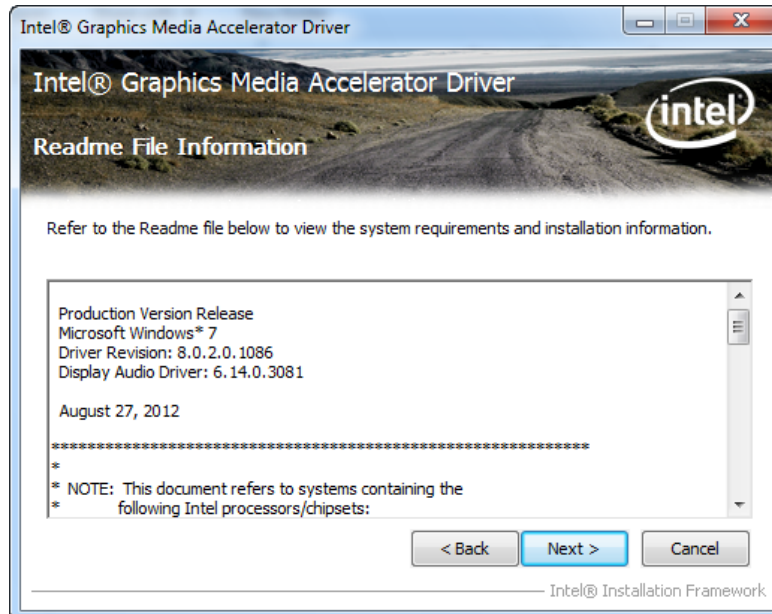 Intel® Graphics Media Accelerator Driver
Intel® Graphics Media Accelerator Driver
intel®
Readme File Information
Refer to the Readme file below to view the system requirements and installation information.
Production Version Release
Microsoft Windows* 7
Driver Revision: 8.0.2.0.1086
Display Audio Driver: 6.14.0.3081
August 27, 2012
************************************************************
*
* NOTE: This document refers to systems containing the
* following Intel processors/chipsets:
< Back Next > Cancel
Intel® Installation Framework